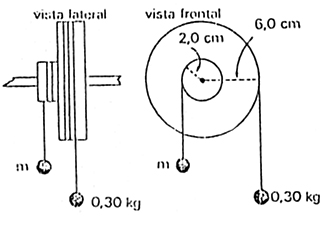 vista lateral
vista frontal
6,0 cm
2,0 cm
m
0,30 kg
m
0,30 kg